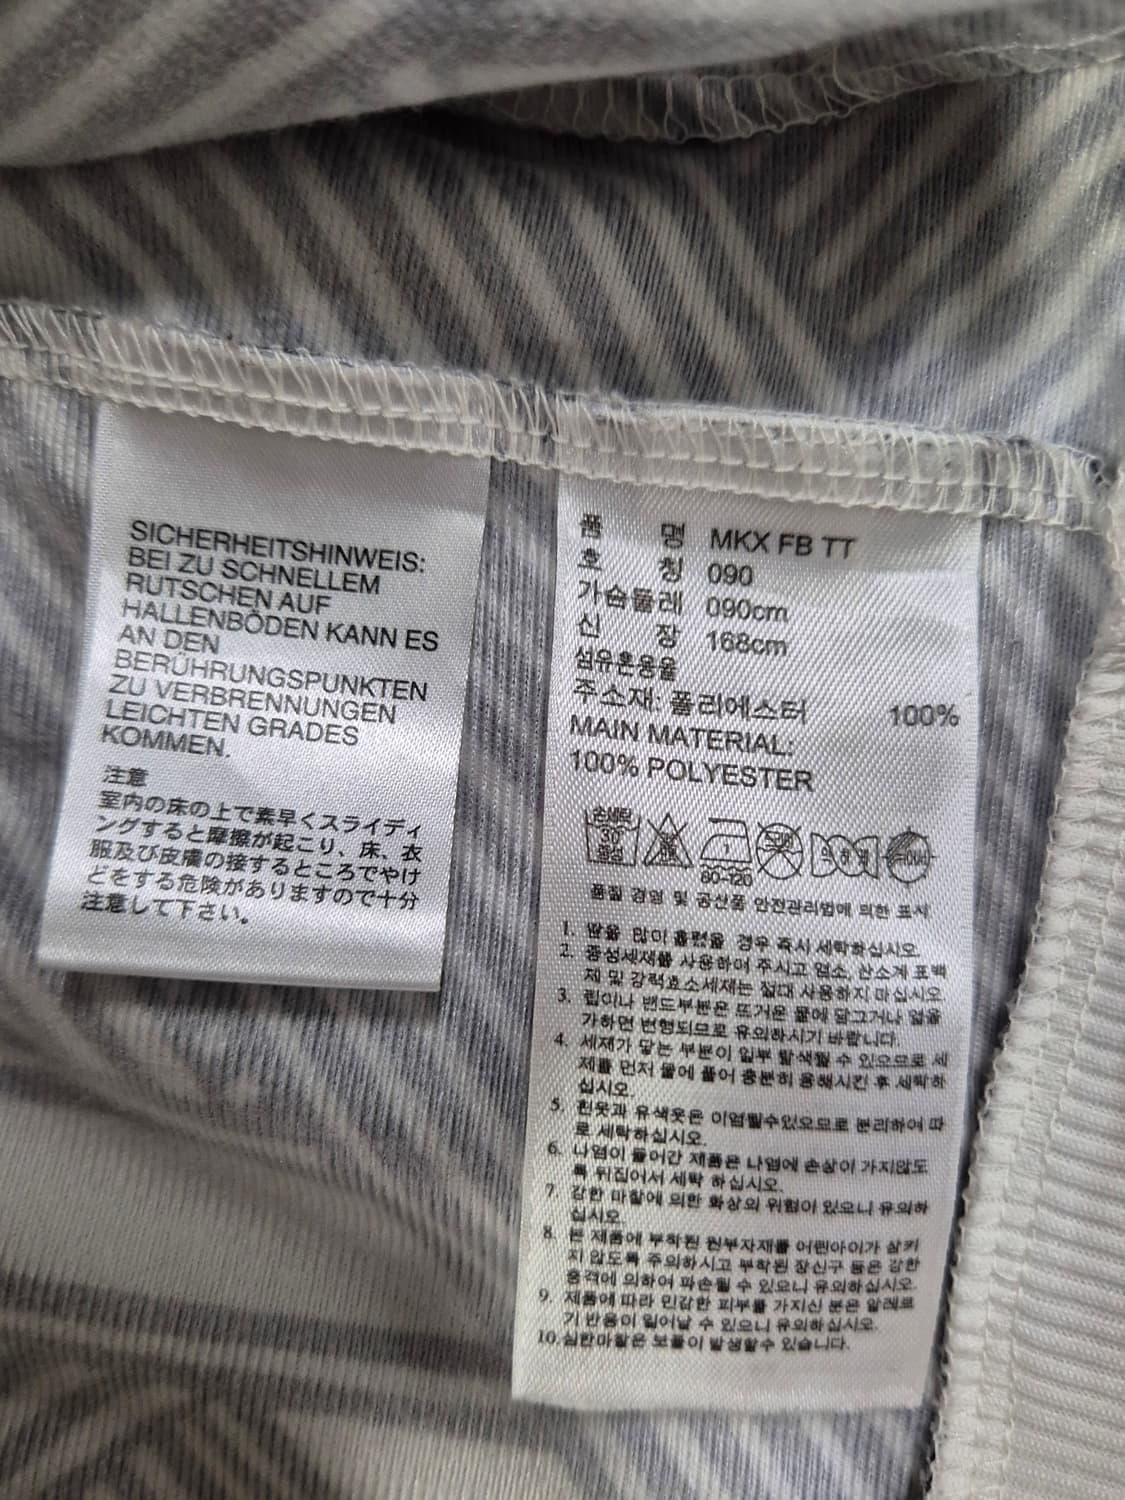 SICHERHEITSHINWEIS:
BEI ZU SCHNELLEM
RUTSCHEN AUF
HALLENBÖDEN KANN ES
AN DEN
BERÜHRUNGSPUNKTEN
ZU VERBRENNUNGEN
LEICHTEN GRADES
KOMMEN.
注意
室内の床の上で素早くスライディ
ングすると摩擦が起こり、床、衣
服及び皮膚の接するところでやけ
どをする危険がありますので十分
注意して下さい。
품 명 MKX FB TT
호 칭 090
가슴둘레 090cm
신 장 168cm
섬유혼용율
주소재: 폴리에스터 100%
MAIN MATERIAL:
100% POLYESTER
손세탁
30
중성
1
80-120
품질 경영 및 공산품 안전관리법에 의한 표시
1. 땀을 많이 흘렸을 경우 즉시 세탁하십시오.
2. 중성세제를 사용하여 주시고 염소, 산소계 표백
제 및 강력효소세제는 절대 사용하지 마십시오.
3. 립이나 밴드부분은 뜨거운 물에 담그거나 열을
가하면 변형되므로 유의하시기 바랍니다.
4. 세제가 닿는 부분이 일부 탈색될 수 있으므로 세
제를 먼저 물에 풀어 충분히 용해시킨 후 세탁하
십시오.
5. 흰옷과 유색옷은 이염될수있으므로 분리하여 따
로 세탁하십시오.
6. 나염이 들어간 제품은 나염에 손상이 가지않도
록 뒤집어서 세탁 하십시오.
7. 강한 마찰에 의한 화상의 위험이 있으니 유의하
십시오.
8. 본 제품에 부착된 원부자재를 어린아이가 삼키
지 않도록 주의하시고 부착된 장신구 등은 강한
충격에 의하여 파손될 수 있으니 유의하십시오.
9. 제품에 따라 민감한 피부를 가지신 분은 알레르
기 반응이 일어날 수 있으니 유의하십시오.
10. 심한마찰은 보풀이 발생할수 있습니다.